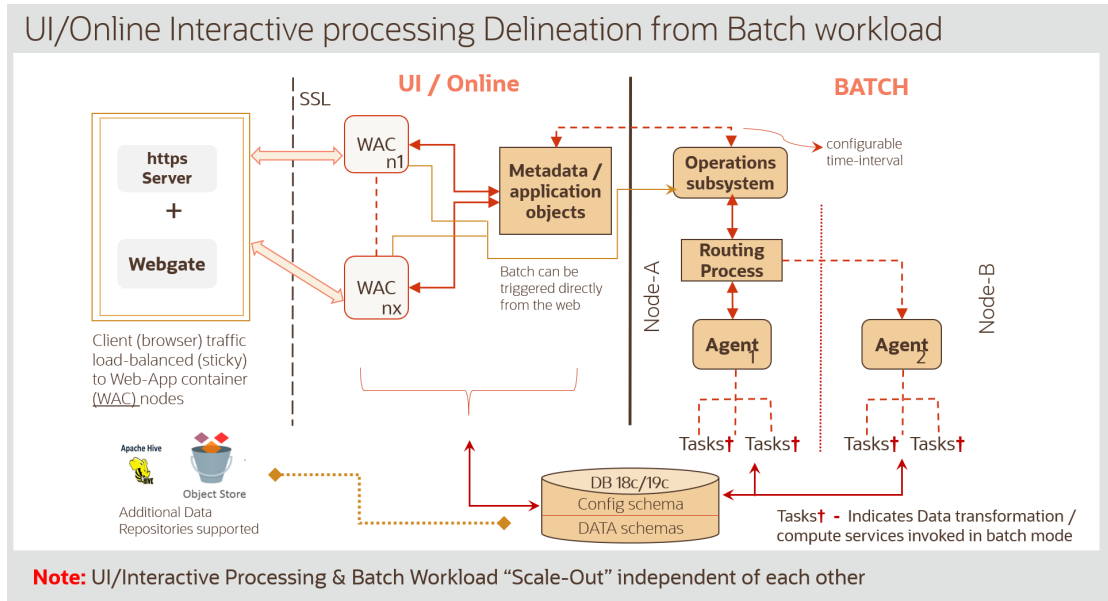 UI/Online Interactive processing Delineation from Batch workload
UI / Online
BATCH
SSL
https
Server
+
Webgate
WAC
n1
WAC
nx
Metadata /
application
objects
Operations
subsystem
configurable
time-interval
Routing
Process
Batch can be
triggered directly
from the web
Node-A
Node-B
Agent
1
Agent
2
Client (browser) traffic
load-balanced (sticky)
to Web-App container
(WAC) nodes
Tasks†
Tasks†
Tasks†
Tasks†
Apache Hive
HIVE
Object Store
Additional Data
Repositories supported
DB 18c/19c
Config schema
DATA schemas
Tasks† - Indicates Data transformation /
compute services invoked in batch mode
Note: UI/Interactive Processing & Batch Workload “Scale-Out” independent of each other